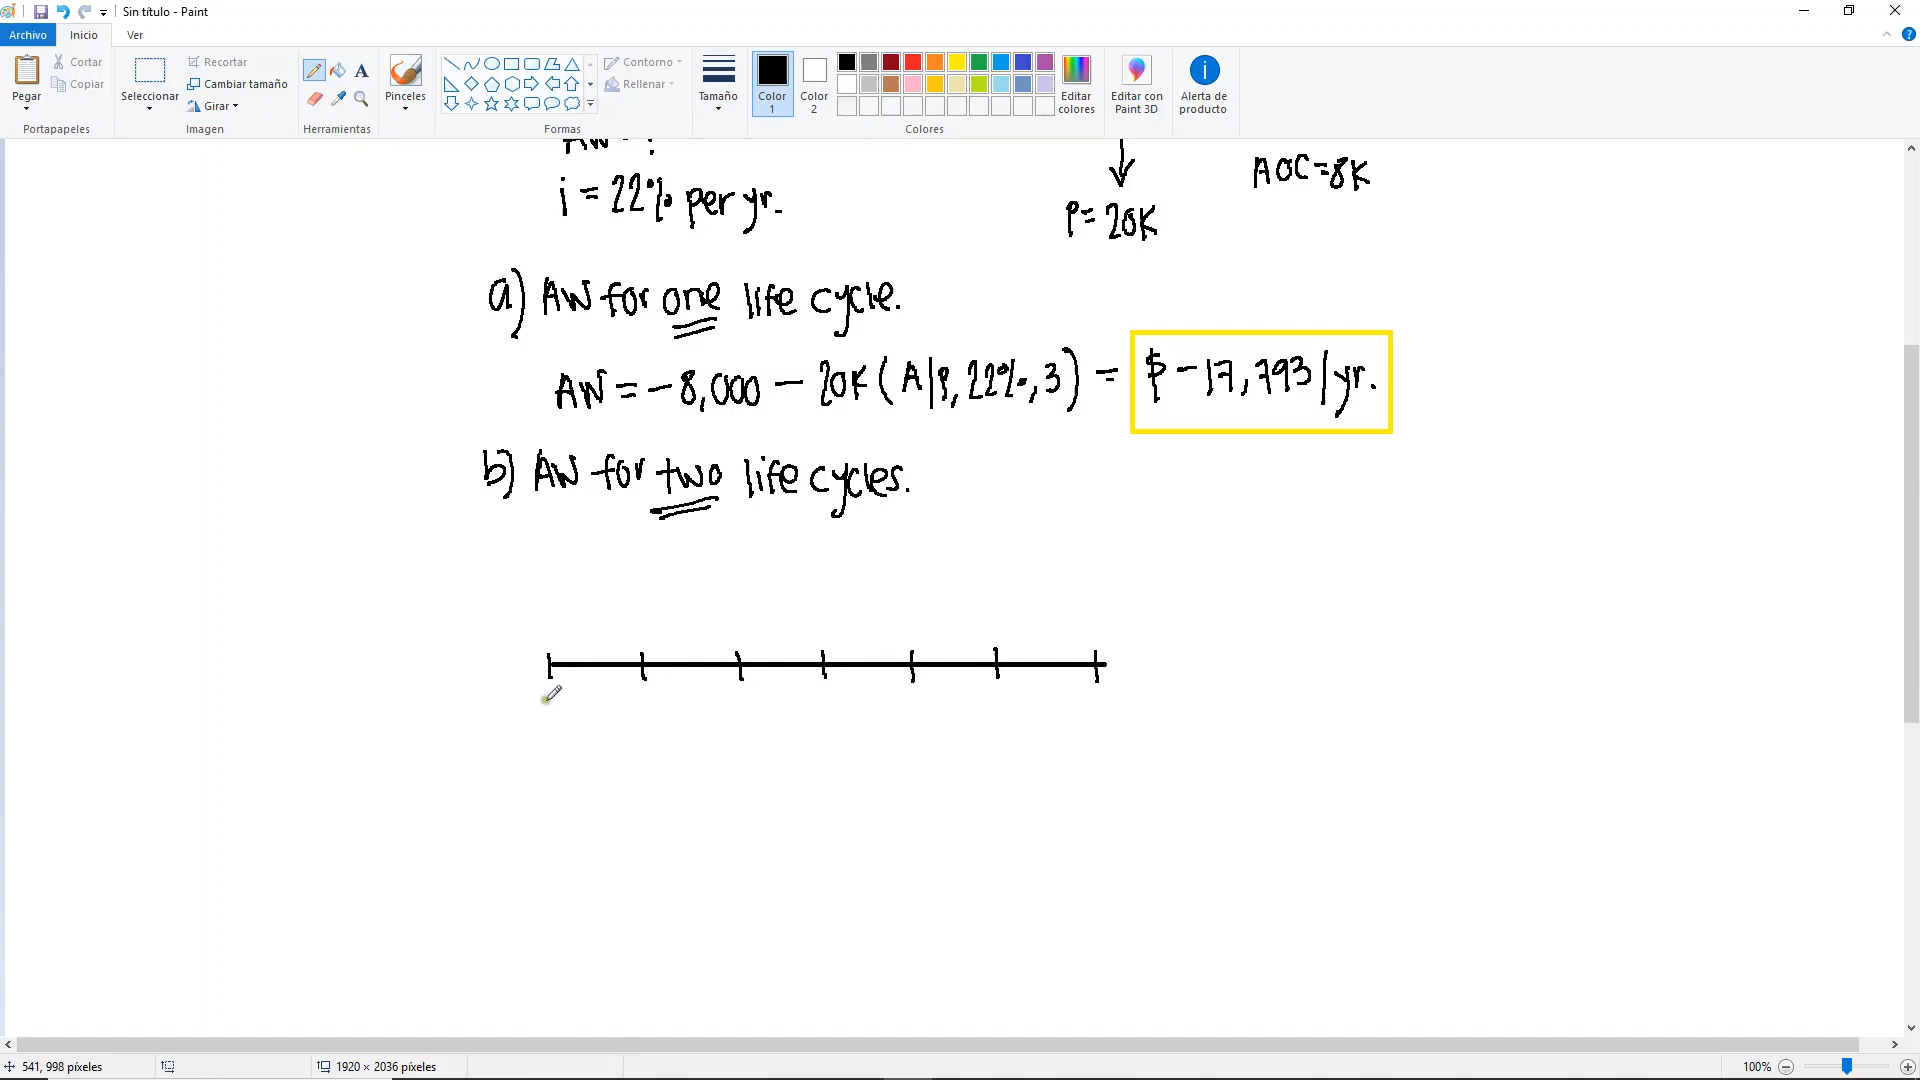 Sin título - Paint
Archivo Inicio Ver
Pegar
Cortar
Copiar
Portapapeles
Seleccionar
Recortar
Cambiar tamaño
Girar
Imagen
A
Herramientas
Pinceles
Contorno
Rellenar
Formas
Tamaño
Color 1
Color 2
Editar colores
Colores
Editar con Paint 3D
Alerta de producto
AW = ?
i = 22% per yr.
P = 20K
AOC = 8K
a) AW for one life cycle.
AW = -8,000 - 20K (A|P, 22%, 3) = $ -17,793/yr.
b) AW for two life cycles.
541, 998 píxeles
1920 × 2036 píxeles
100%